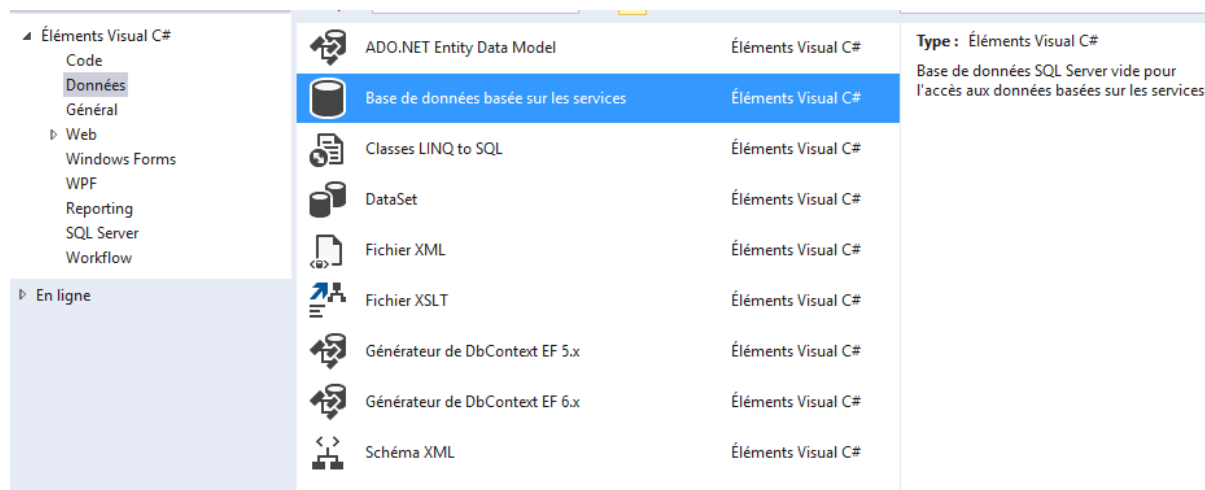 Éléments Visual C#
Code
Données
Général
Web
Windows Forms
WPF
Reporting
SQL Server
Workflow
En ligne
ADO.NET Entity Data Model Éléments Visual C#
Base de données basée sur les services Éléments Visual C#
Classes LINQ to SQL Éléments Visual C#
DataSet Éléments Visual C#
Fichier XML Éléments Visual C#
Fichier XSLT Éléments Visual C#
Générateur de DbContext EF 5.x Éléments Visual C#
Générateur de DbContext EF 6.x Éléments Visual C#
Schéma XML Éléments Visual C#
Type : Éléments Visual C#
Base de données SQL Server vide pour
l'accès aux données basées sur les services